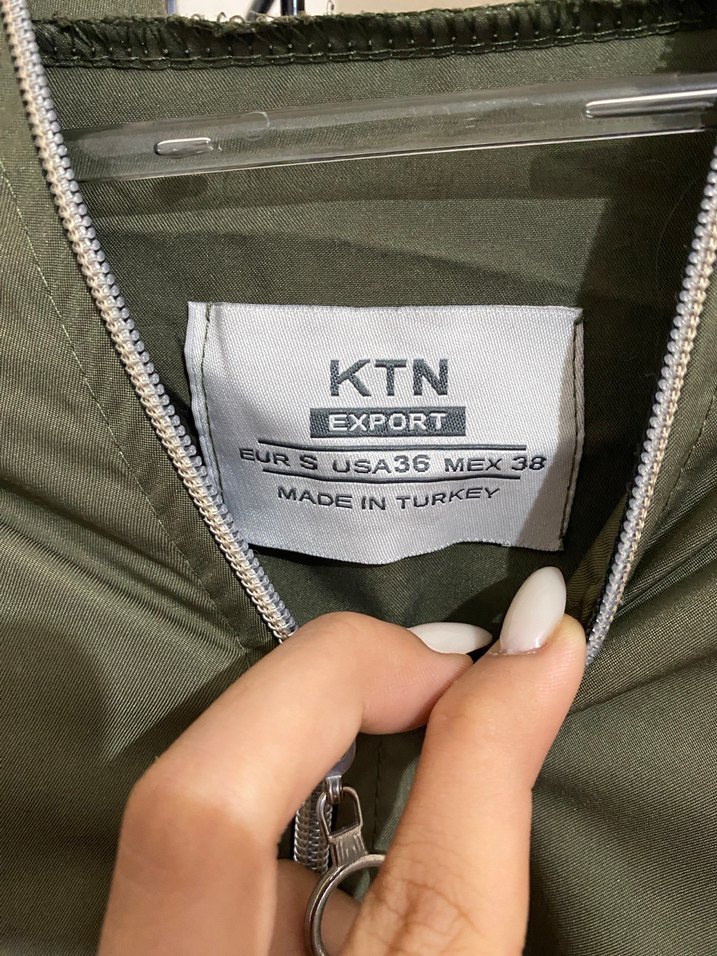 KTN
EXPORT
EUR S USA36 MEX 38
MADE IN TURKEY